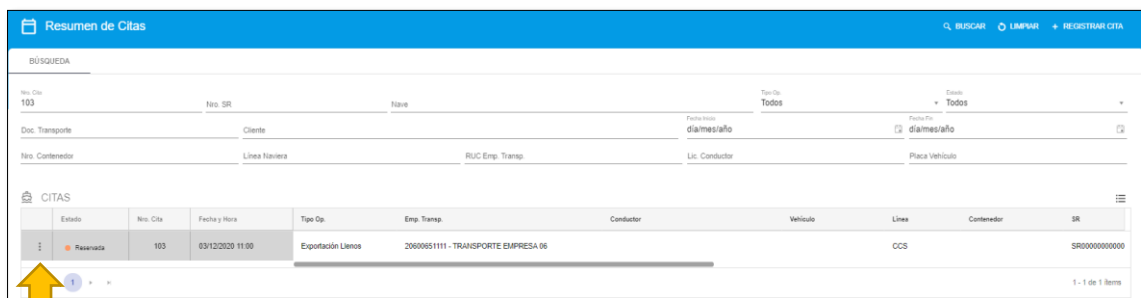 Resumen de Citas BUSCAR LIMPIAR + REGISTRAR CITA
BÚSQUEDA
Nro. Cita Tipo Op. Estado
103 Nro. SR Nave Todos Todos
Fecha Inicio Fecha Fin
Doc. Transporte Cliente día/mes/año día/mes/año
Nro. Contenedor Línea Naviera RUC Emp. Transp. Lic. Conductor Placa Vehículo
CITAS
Estado Nro. Cita Fecha y Hora Tipo Op. Emp. Transp. Conductor Vehículo Línea Contenedor SR
Reservada 103 03/12/2020 11:00 Exportación Llenos 20600651111 - TRANSPORTE EMPRESA 06 CCS SR00000000000
1 1 - 1 de 1 ítems